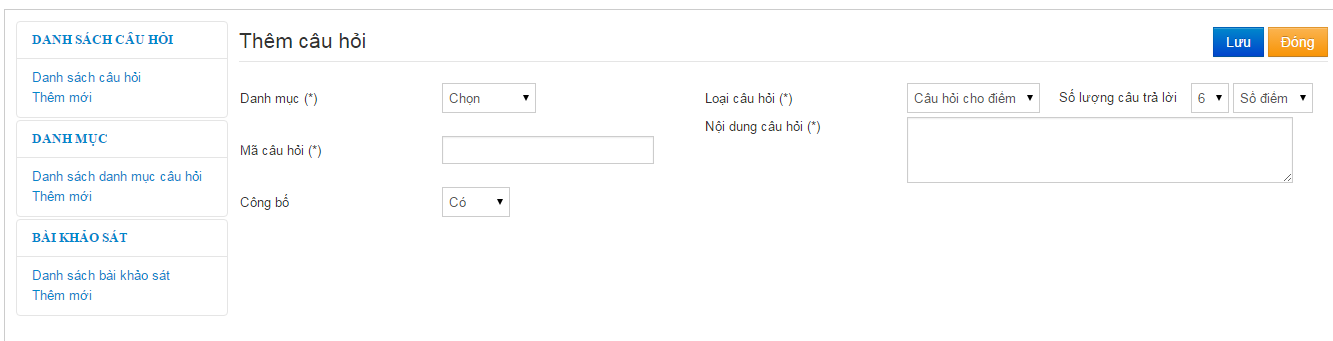 DANH SÁCH CÂU HỎI
Danh sách câu hỏi
Thêm mới
DANH MỤC
Danh sách danh mục câu hỏi
Thêm mới
BÀI KHẢO SÁT
Danh sách bài khảo sát
Thêm mới
Thêm câu hỏi
Lưu Đóng
Danh mục (*) Chọn
Mã câu hỏi (*)
Công bố Có
Loại câu hỏi (*) Câu hỏi cho điểm Số lượng câu trả lời 6 Số điểm
Nội dung câu hỏi (*)